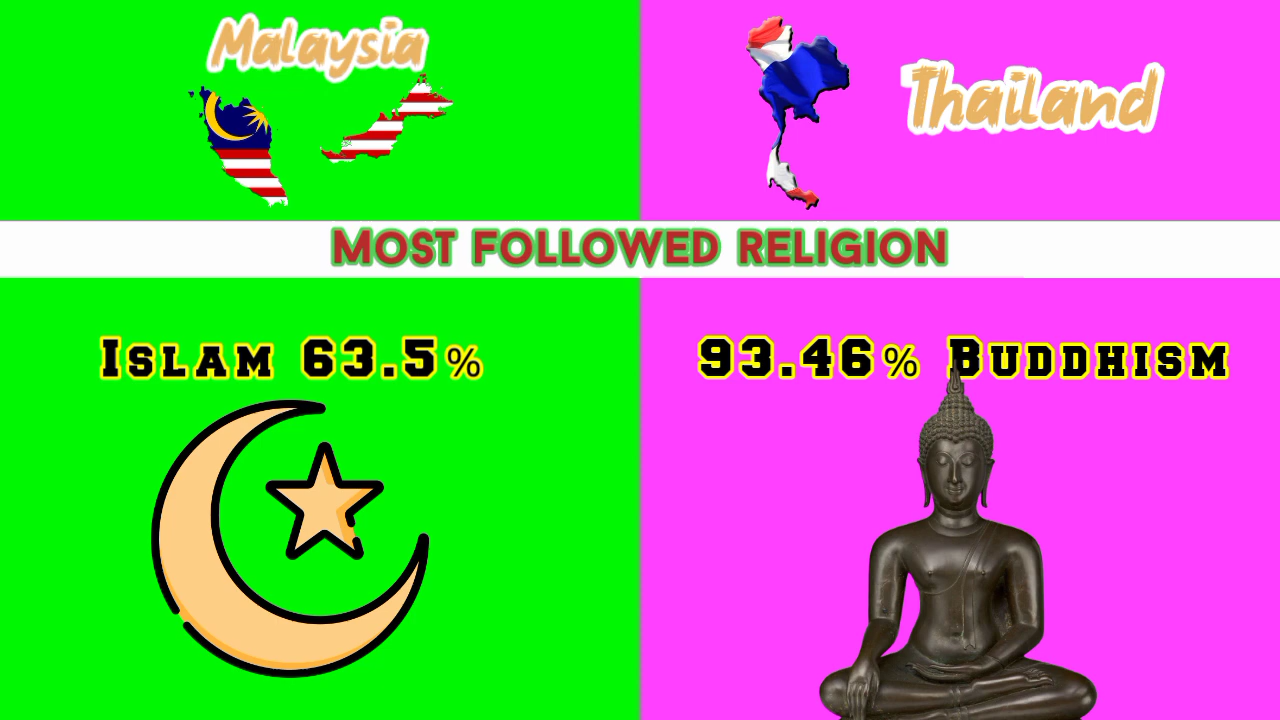 Malaysia
Thailand
MOST FOLLOWED RELIGION
ISLAM 63.5%
93.46% BUDDHISM